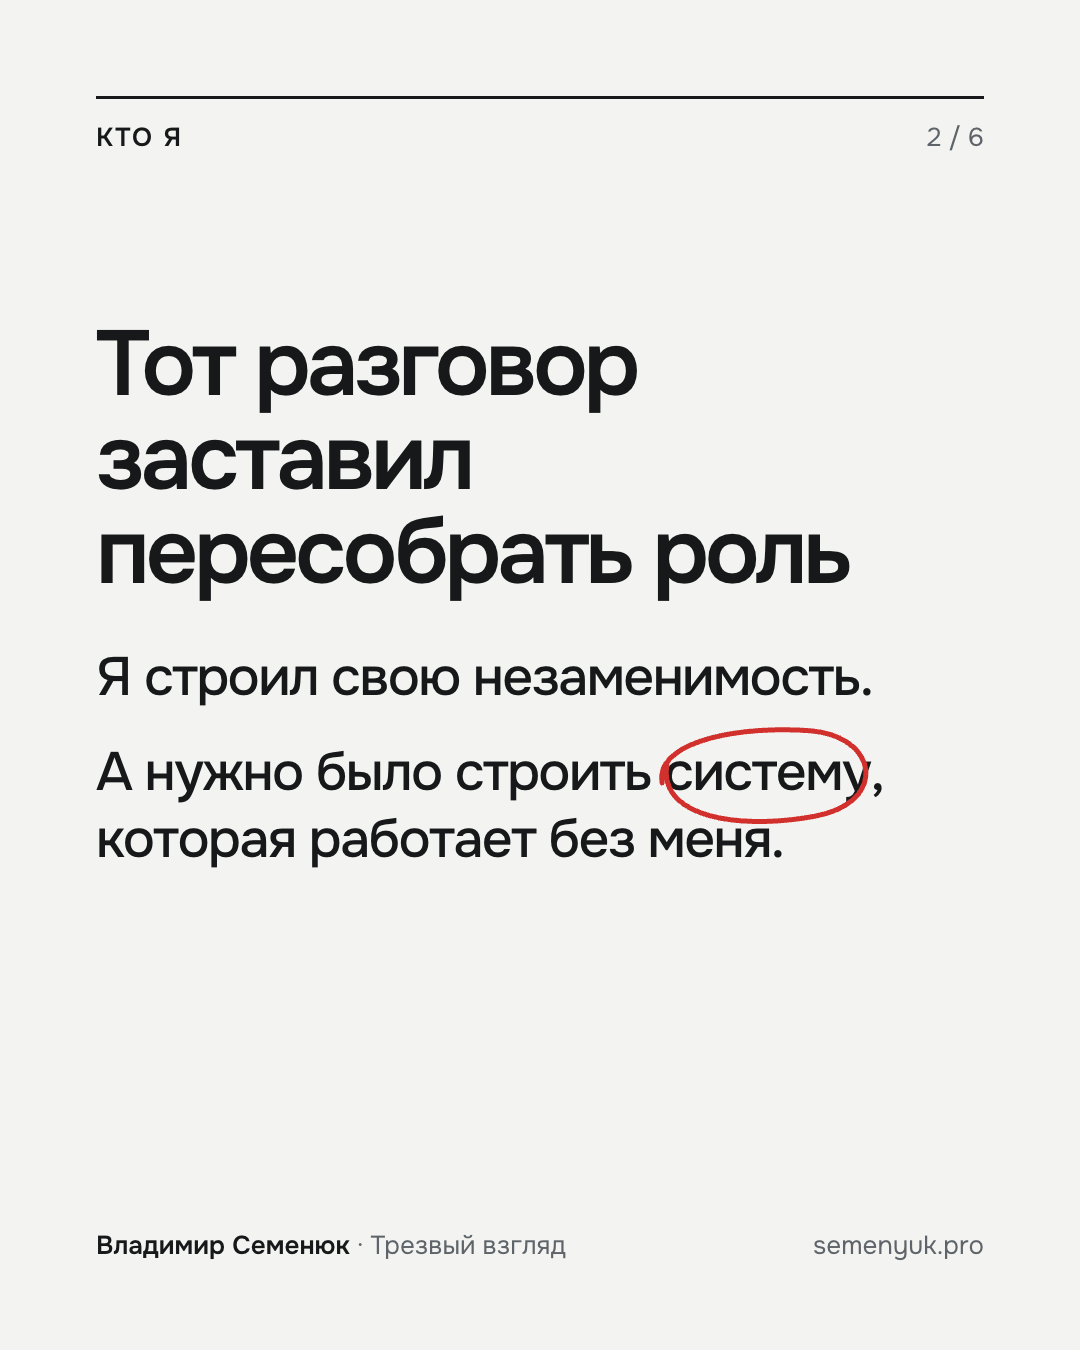 КТО Я
2 / 6
Тот разговор
заставил
пересобрать роль
Я строил свою незаменимость.
А нужно было строить систему,
которая работает без меня.
Владимир Семенюк · Трезвый взгляд
semenyuk.pro